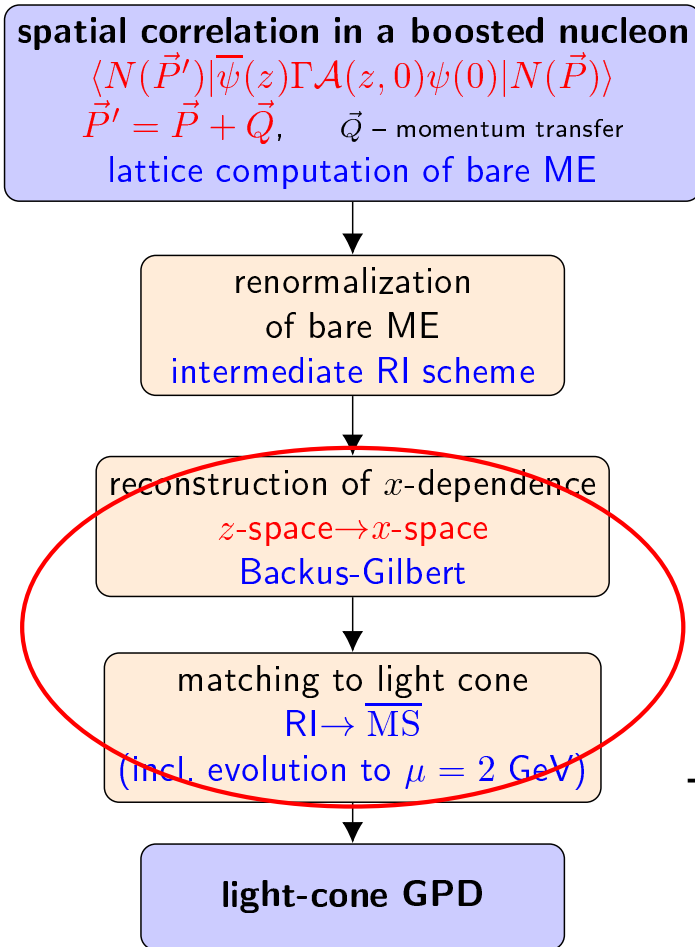 spatial correlation in a boosted nucleon
⟨N(P⃗′)|ψ̅(z)Γ𝒜(z, 0)ψ(0)|N(P⃗)⟩
P⃗′ = P⃗ + Q⃗, Q⃗ – momentum transfer
lattice computation of bare ME
renormalization
of bare ME
intermediate RI scheme
reconstruction of x-dependence
z-space→x-space
Backus-Gilbert
matching to light cone
RI→ M̅S̅
(incl. evolution to μ = 2 GeV)
light-cone GPD